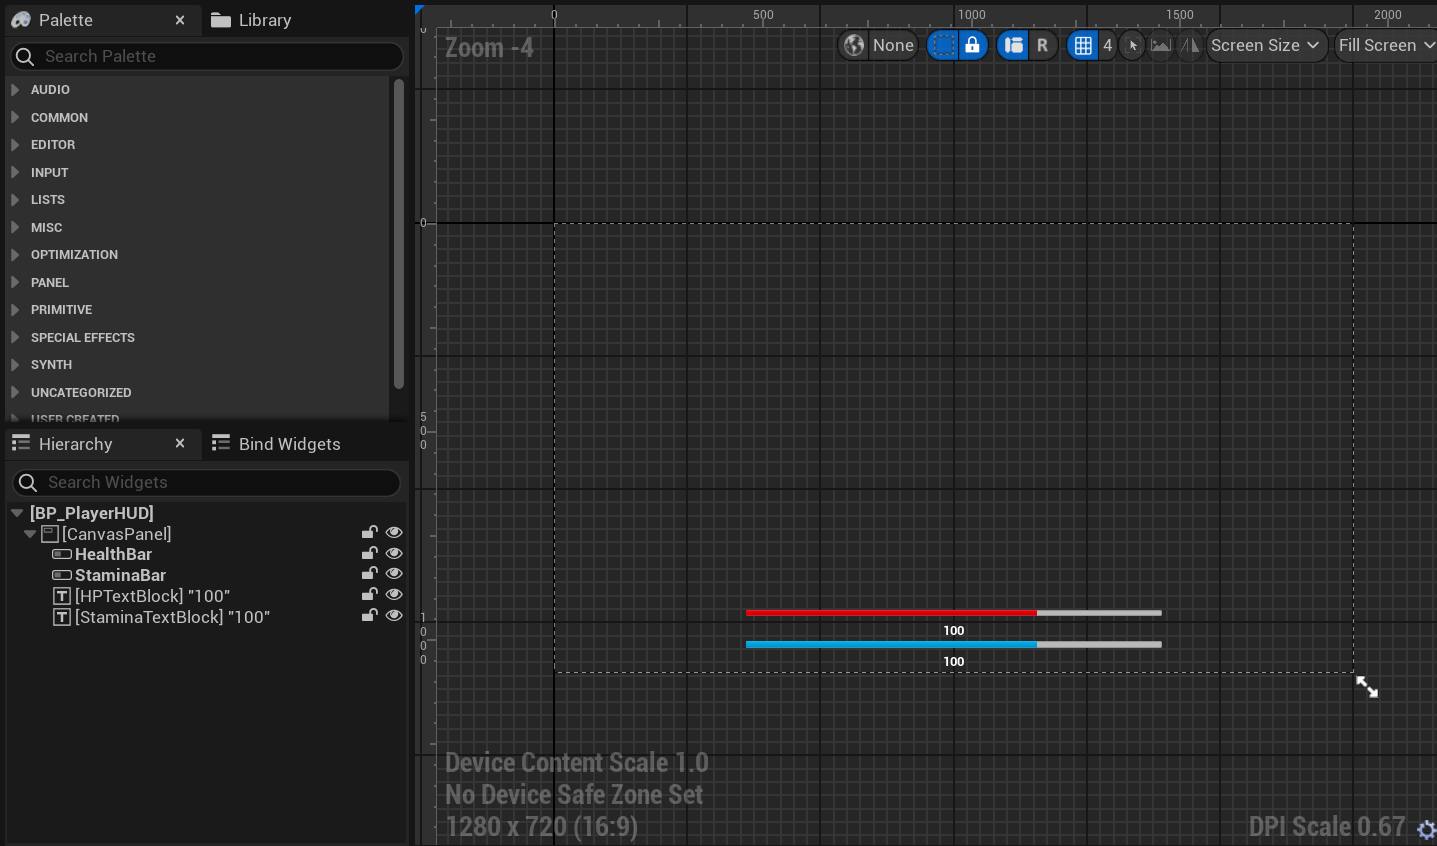 Palette
Library
Search Palette
AUDIO
COMMON
EDITOR
INPUT
LISTS
MISC
OPTIMIZATION
PANEL
PRIMITIVE
SPECIAL EFFECTS
SYNTH
UNCATEGORIZED
USER CREATED
Hierarchy
Bind Widgets
Search Widgets
[BP_PlayerHUD]
[CanvasPanel]
HealthBar
StaminaBar
[HPTextBlock] "100"
[StaminaTextBlock] "100"
0 500 1000 1500 2000
Zoom -4
None
R
4
Screen Size
Fill Screen
0
0
500
1000
100
100
Device Content Scale 1.0
No Device Safe Zone Set
1280 x 720 (16:9)
DPI Scale 0.67